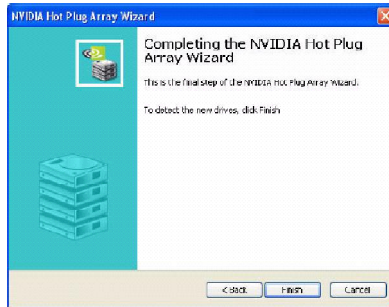 NVIDIA Hot Plug Array Wizard
Completing the NVIDIA Hot Plug
Array Wizard
This is the final step of the NVIDIA Hot Plug Array Wizard.
To detect the new drives, click Finish
< Back
Finish
Cancel